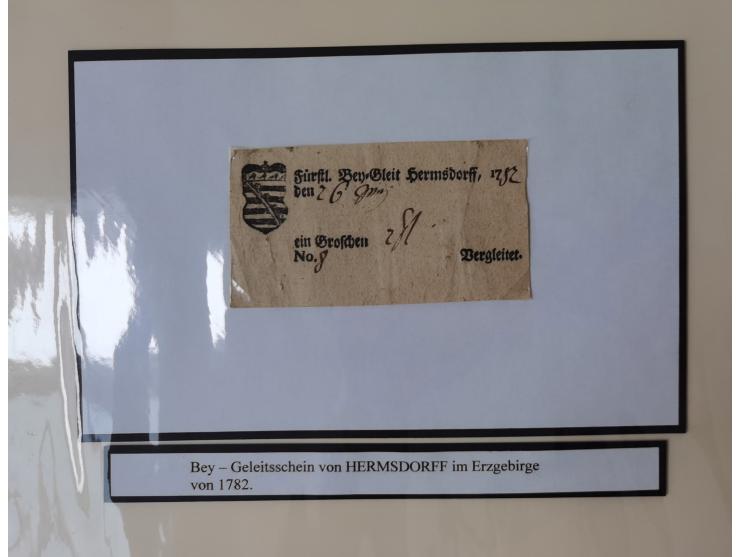 Fürstl. Bey-Gleit Hermsdorff, 1782
den 26
ein Groschen
No. 8 Vergleitet.
Bey – Geleitsschein von HERMSDORFF im Erzgebirge
von 1782.